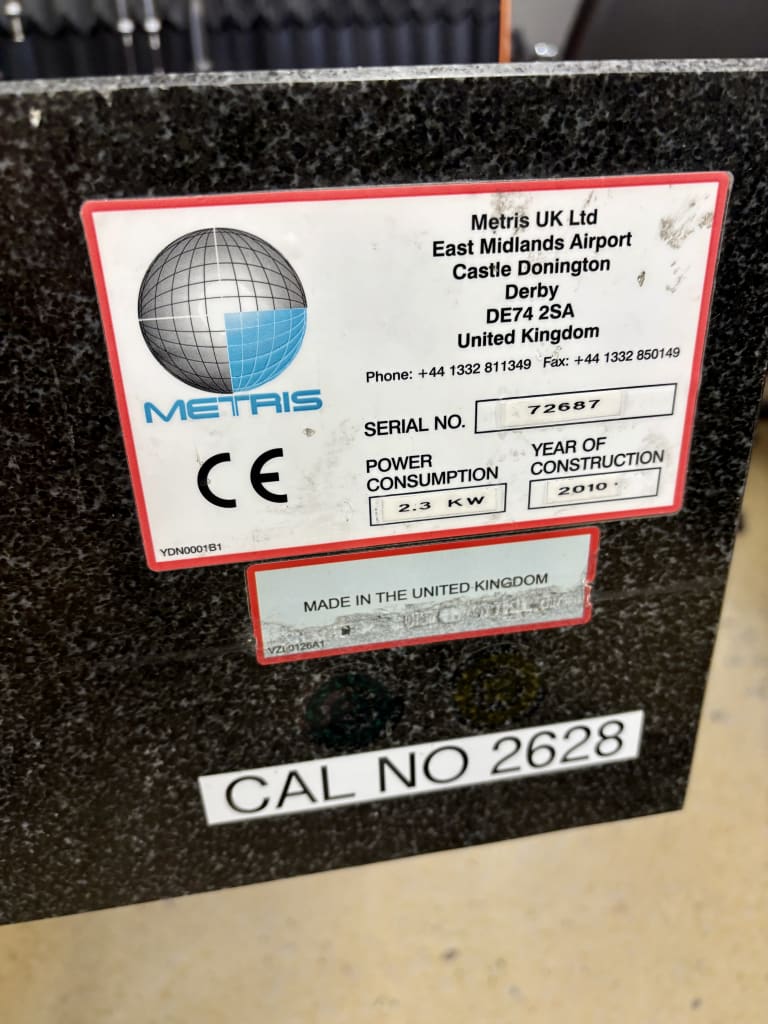 Metris UK Ltd
East Midlands Airport
Castle Donington
Derby
DE74 2SA
United Kingdom
Phone: +44 1332 811349 Fax: +44 1332 850149
METRIS
SERIAL NO. 72687
CE
POWER CONSUMPTION 2.3 KW
YEAR OF CONSTRUCTION 2010
YDN0001B1
MADE IN THE UNITED KINGDOM
VZL0126A1
CAL NO 2628